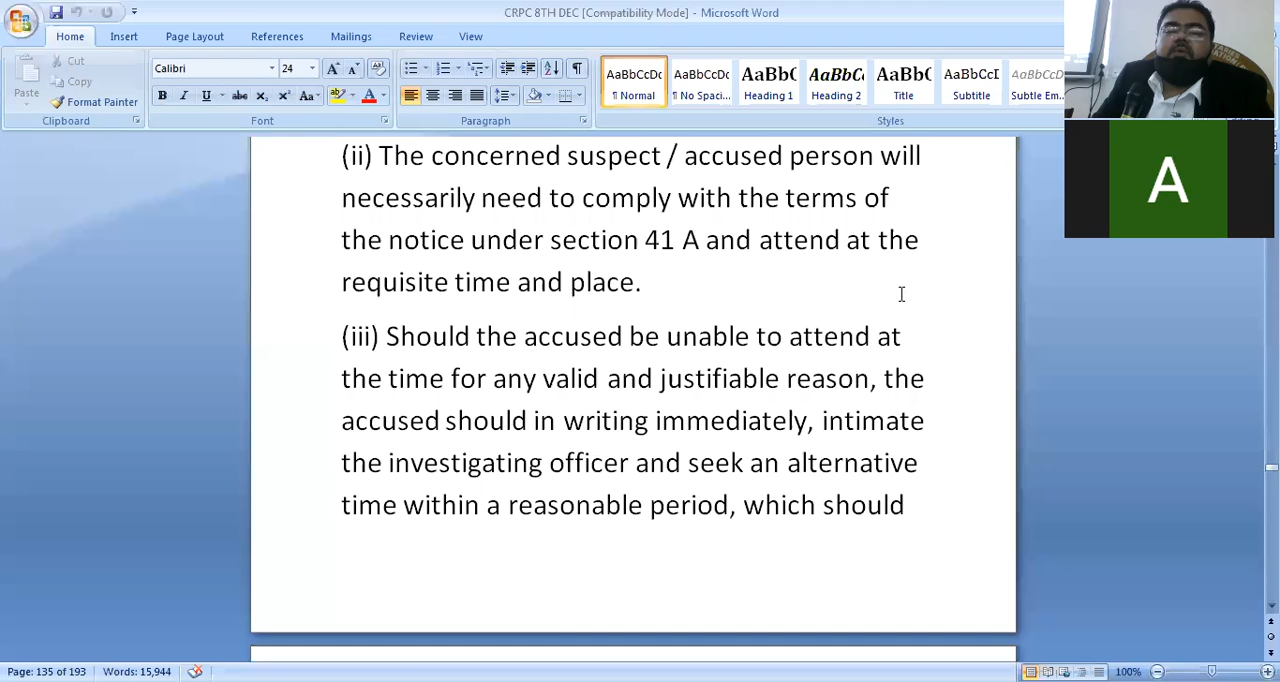 CRPC 8TH DEC [Compatibility Mode] - Microsoft Word
Home Insert Page Layout References Mailings Review View
Cut
Copy
Paste
Format Painter
Clipboard
Calibri 24
Font
Paragraph
AaBbCcDc AaBbCcDc AaBbC AaBbC AaBbC AaBbCcI AaBbCcD
¶ Normal ¶ No Spaci... Heading 1 Heading 2 Title Subtitle Subtle Em...
Styles
A
(ii) The concerned suspect / accused person will
necessarily need to comply with the terms of
the notice under section 41 A and attend at the
requisite time and place.
(iii) Should the accused be unable to attend at
the time for any valid and justifiable reason, the
accused should in writing immediately, intimate
the investigating officer and seek an alternative
time within a reasonable period, which should
Page: 135 of 193 Words: 15,944
100%